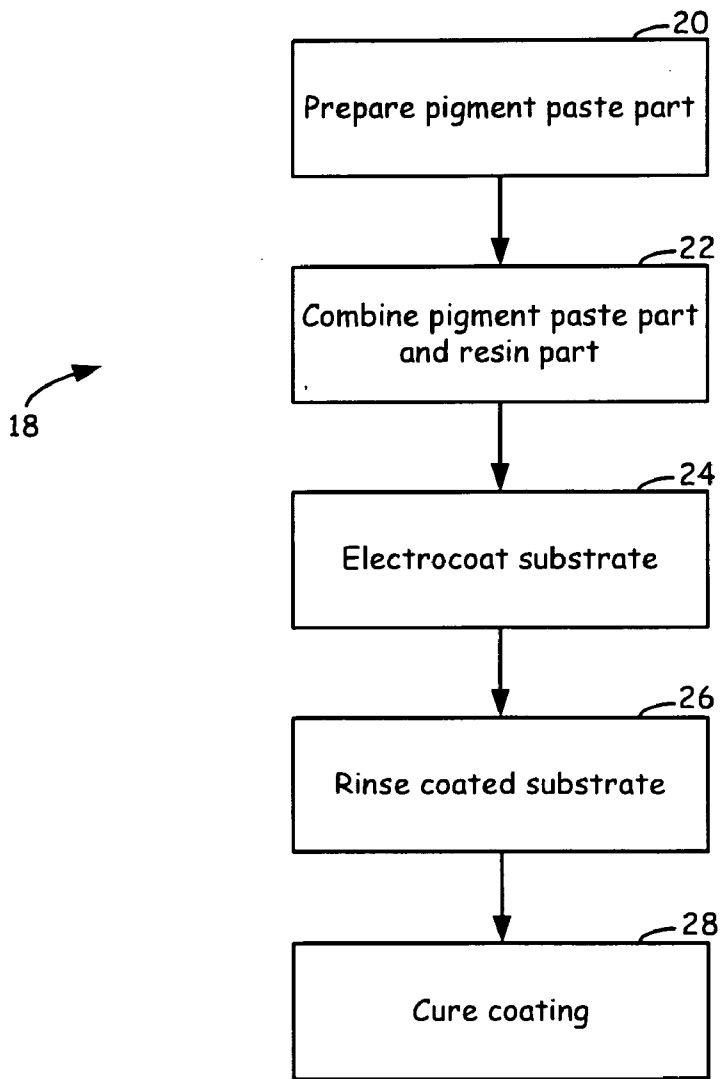 20
Prepare pigment paste part
22
Combine pigment paste part
and resin part
18
24
Electrocoat substrate
26
Rinse coated substrate
28
Cure coating